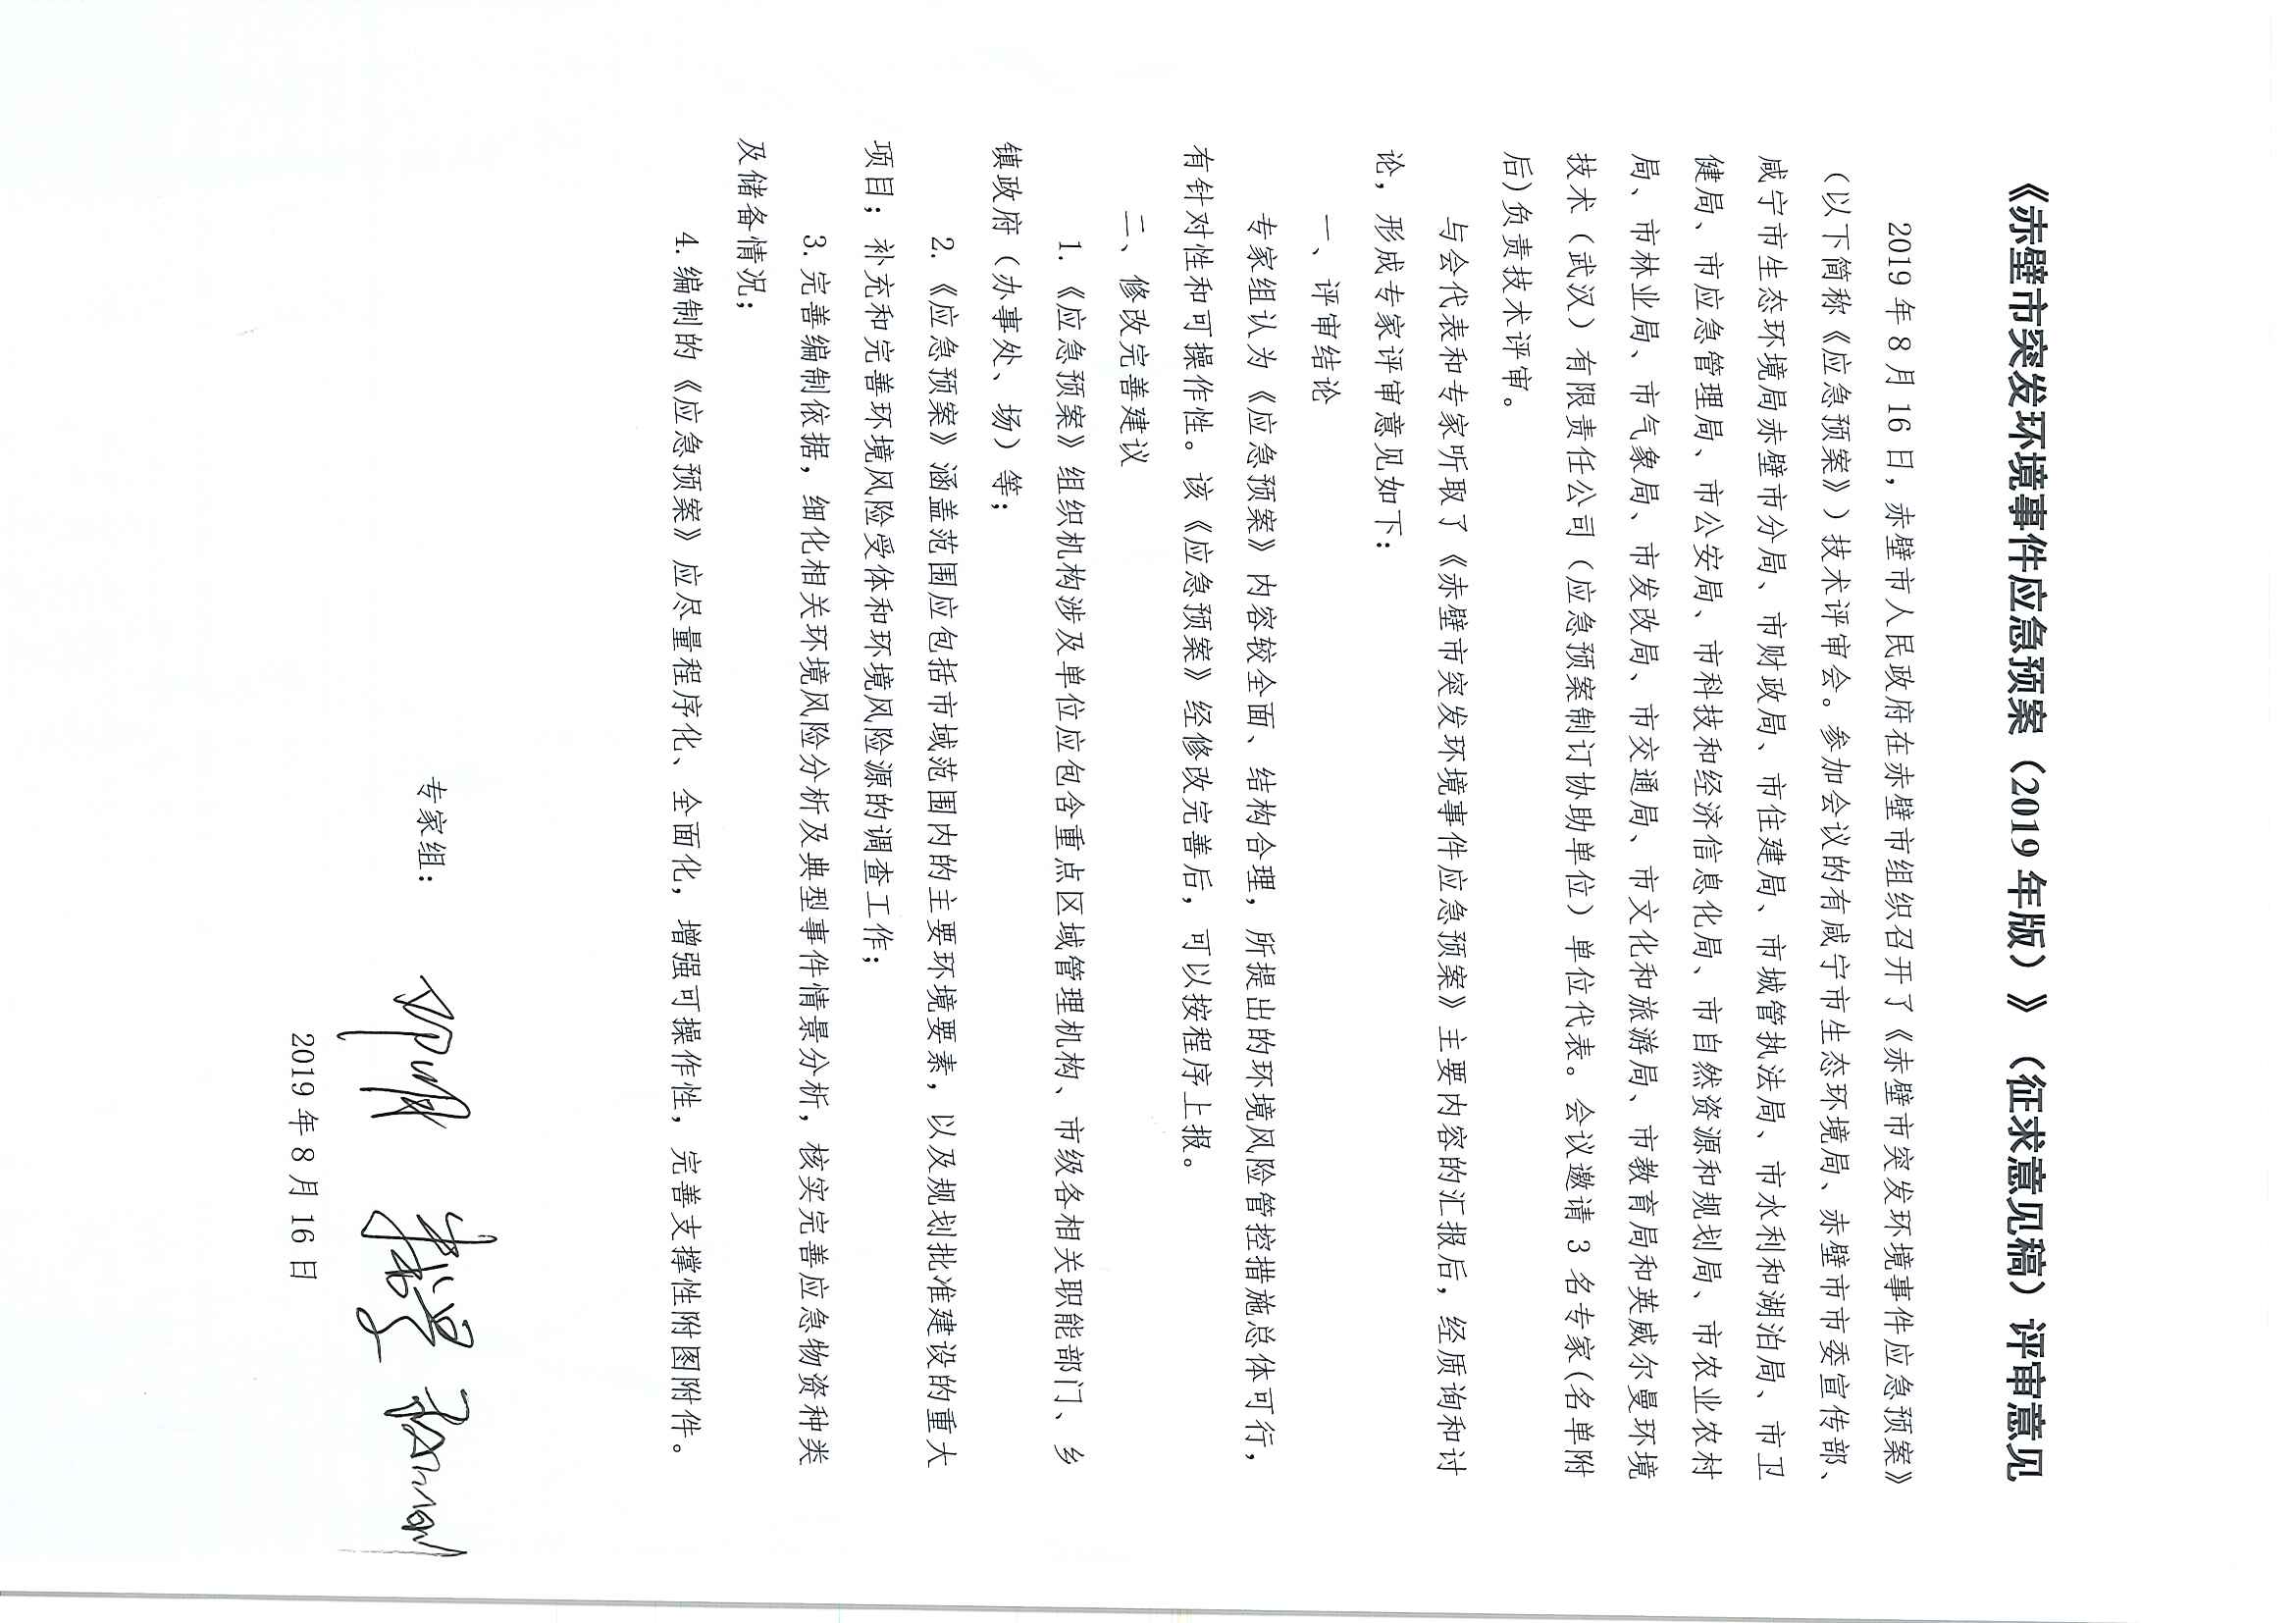 《赤壁市突发环境事件应急预案（2019 年版）》（征求意见稿）评审意见
2019 年 8 月 16 日，赤壁市人民政府在赤壁市组织召开了《赤壁市突发环境事件应急预案》
（以下简称《应急预案》）技术评审会。参加会议的有咸宁市生态环境局、赤壁市市委宣传部、
咸宁市生态环境局赤壁市分局、市财政局、市住建局、市城管执法局、市水利和湖泊局、市卫
健局、市应急管理局、市公安局、市科技和经济信息化局、市自然资源和规划局、市农业农村
局、市林业局、市气象局、市发改局、市交通局、市文化和旅游局、市教育局和英威尔曼环境
技术（武汉）有限责任公司（应急预案制订协助单位）单位代表。会议邀请 3 名专家(名单附
后)负责技术评审。
与会代表和专家听取了《赤壁市突发环境事件应急预案》主要内容的汇报后，经质询和讨
论，形成专家评审意见如下：
一、评审结论
专家组认为《应急预案》内容较全面、结构合理，所提出的环境风险管控措施总体可行，
有针对性和可操作性。该《应急预案》经修改完善后，可以按程序上报。
二、修改完善建议
1.《应急预案》组织机构涉及单位应包含重点区域管理机构、市级各相关职能部门、乡
镇政府（办事处、场）等；
2.《应急预案》涵盖范围应包括市域范围内的主要环境要素，以及规划批准建设的重大
项目；补充和完善环境风险受体和环境风险源的调查工作；
3. 完善编制依据，细化相关环境风险分析及典型事件情景分析，核实完善应急物资种类
及储备情况；
4. 编制的《应急预案》应尽量程序化、全面化，增强可操作性，完善支撑性附图附件。
专家组：
2019 年 8 月 16 日